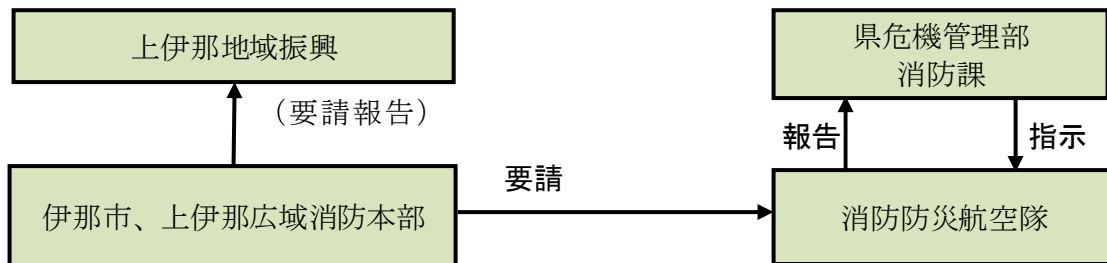 上伊那地域振興
県危機管理部
消防課
（要請報告）
報告
指示
要請
伊那市、上伊那広域消防本部
消防防災航空隊